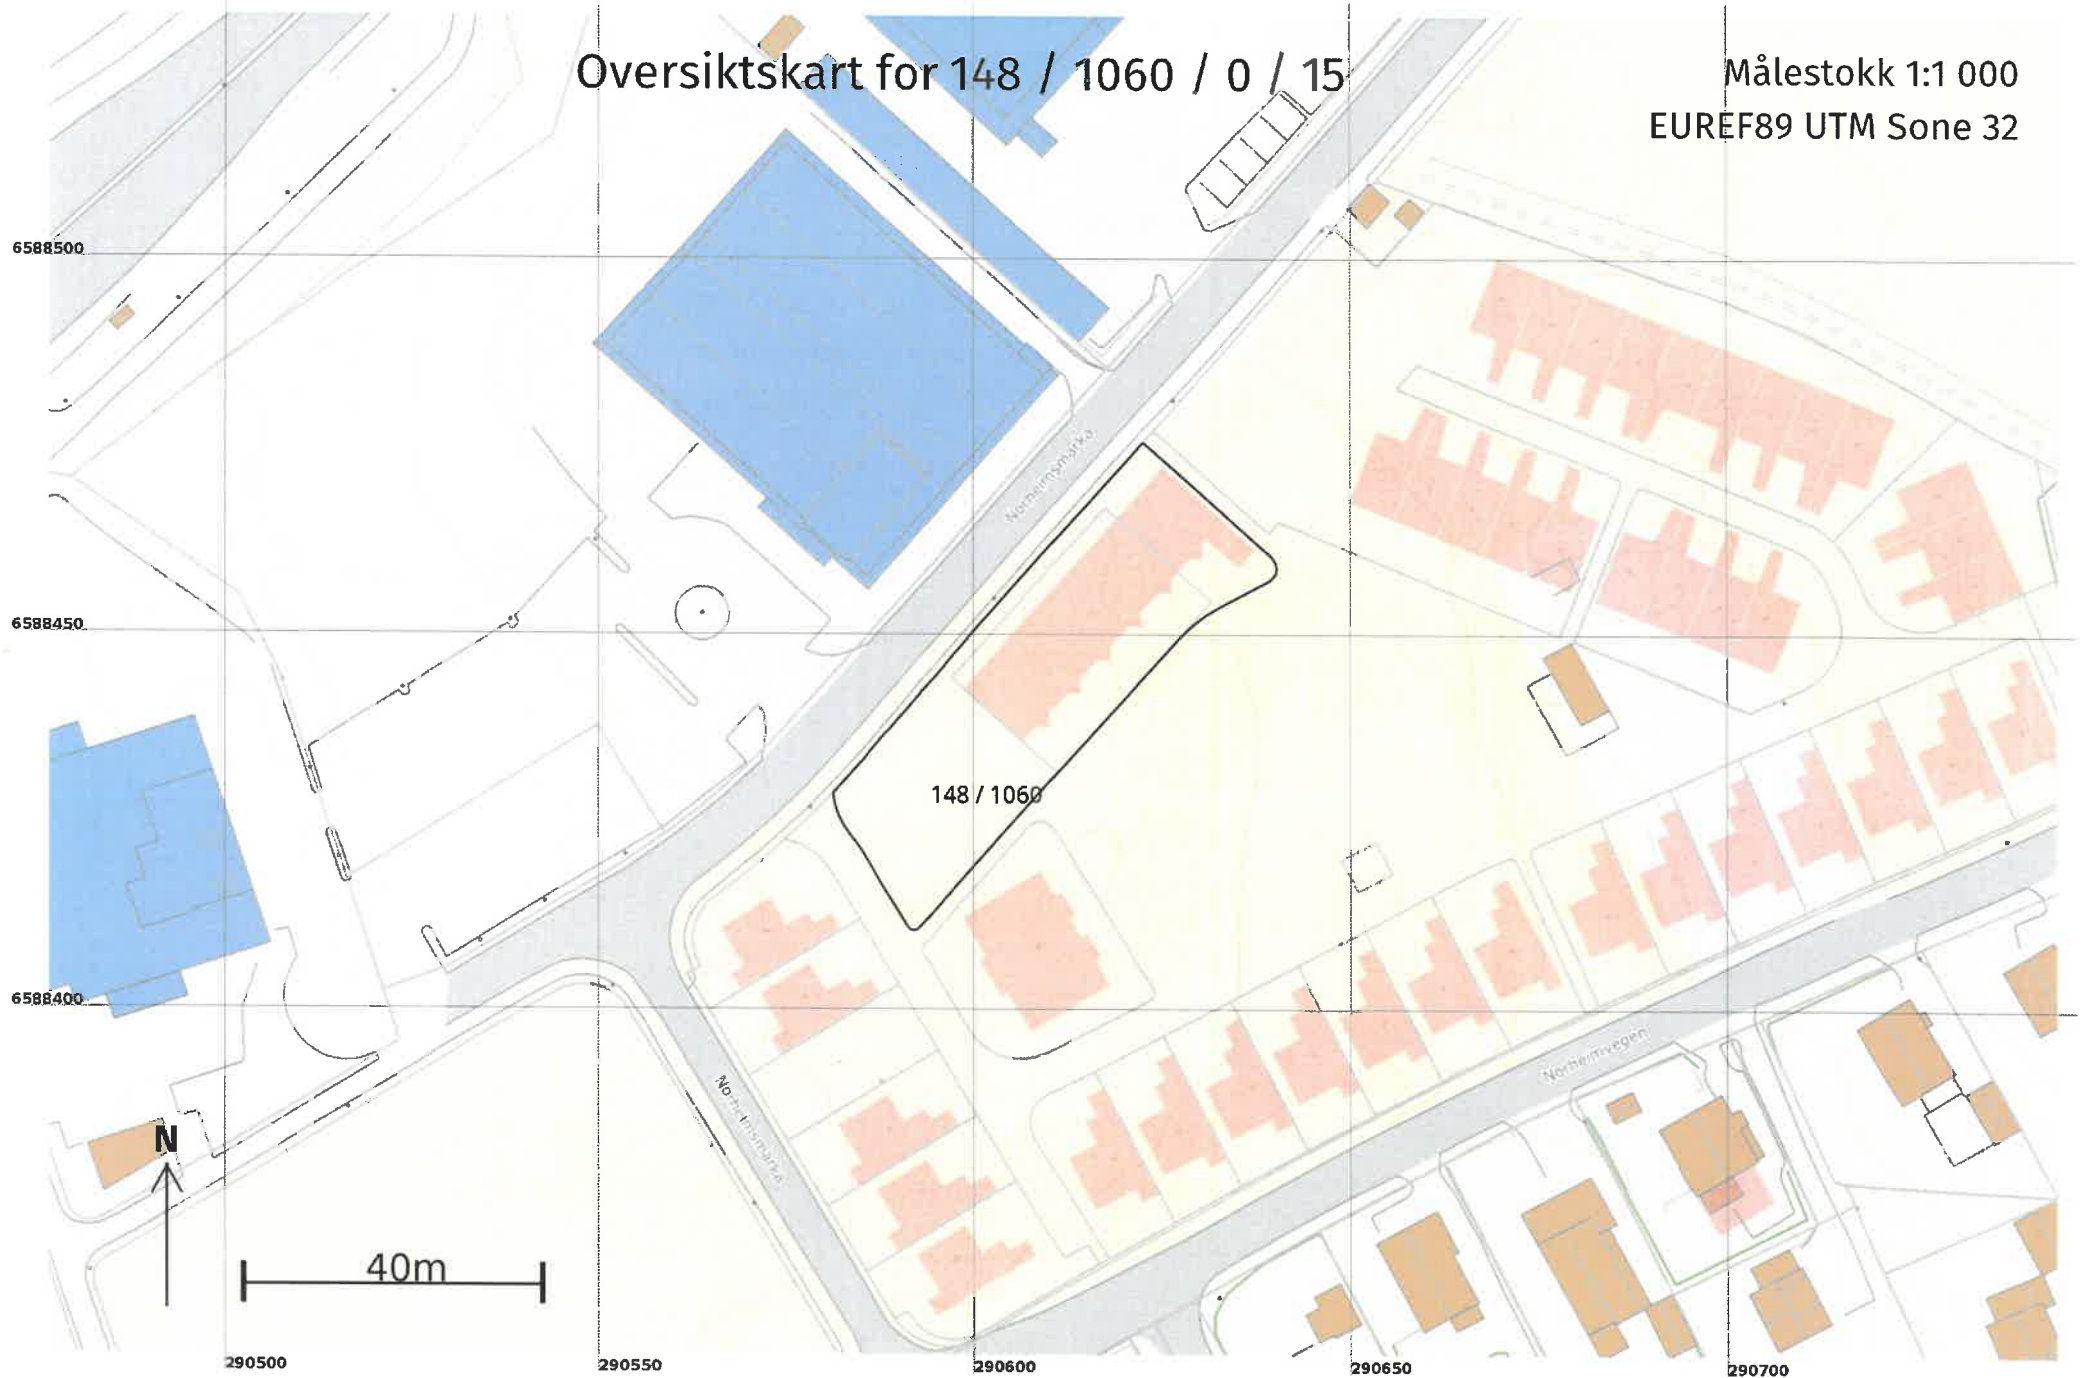 Oversiktskart for 148 / 1060 / 0 / 15
Målestokk 1:1 000
EUREF89 UTM Sone 32
6588500
Norheimsmarka
6588450
148 / 1060
6588400
Norheimvegen
Norheimsmarka
N
40m
290500
290550
290600
290650
290700